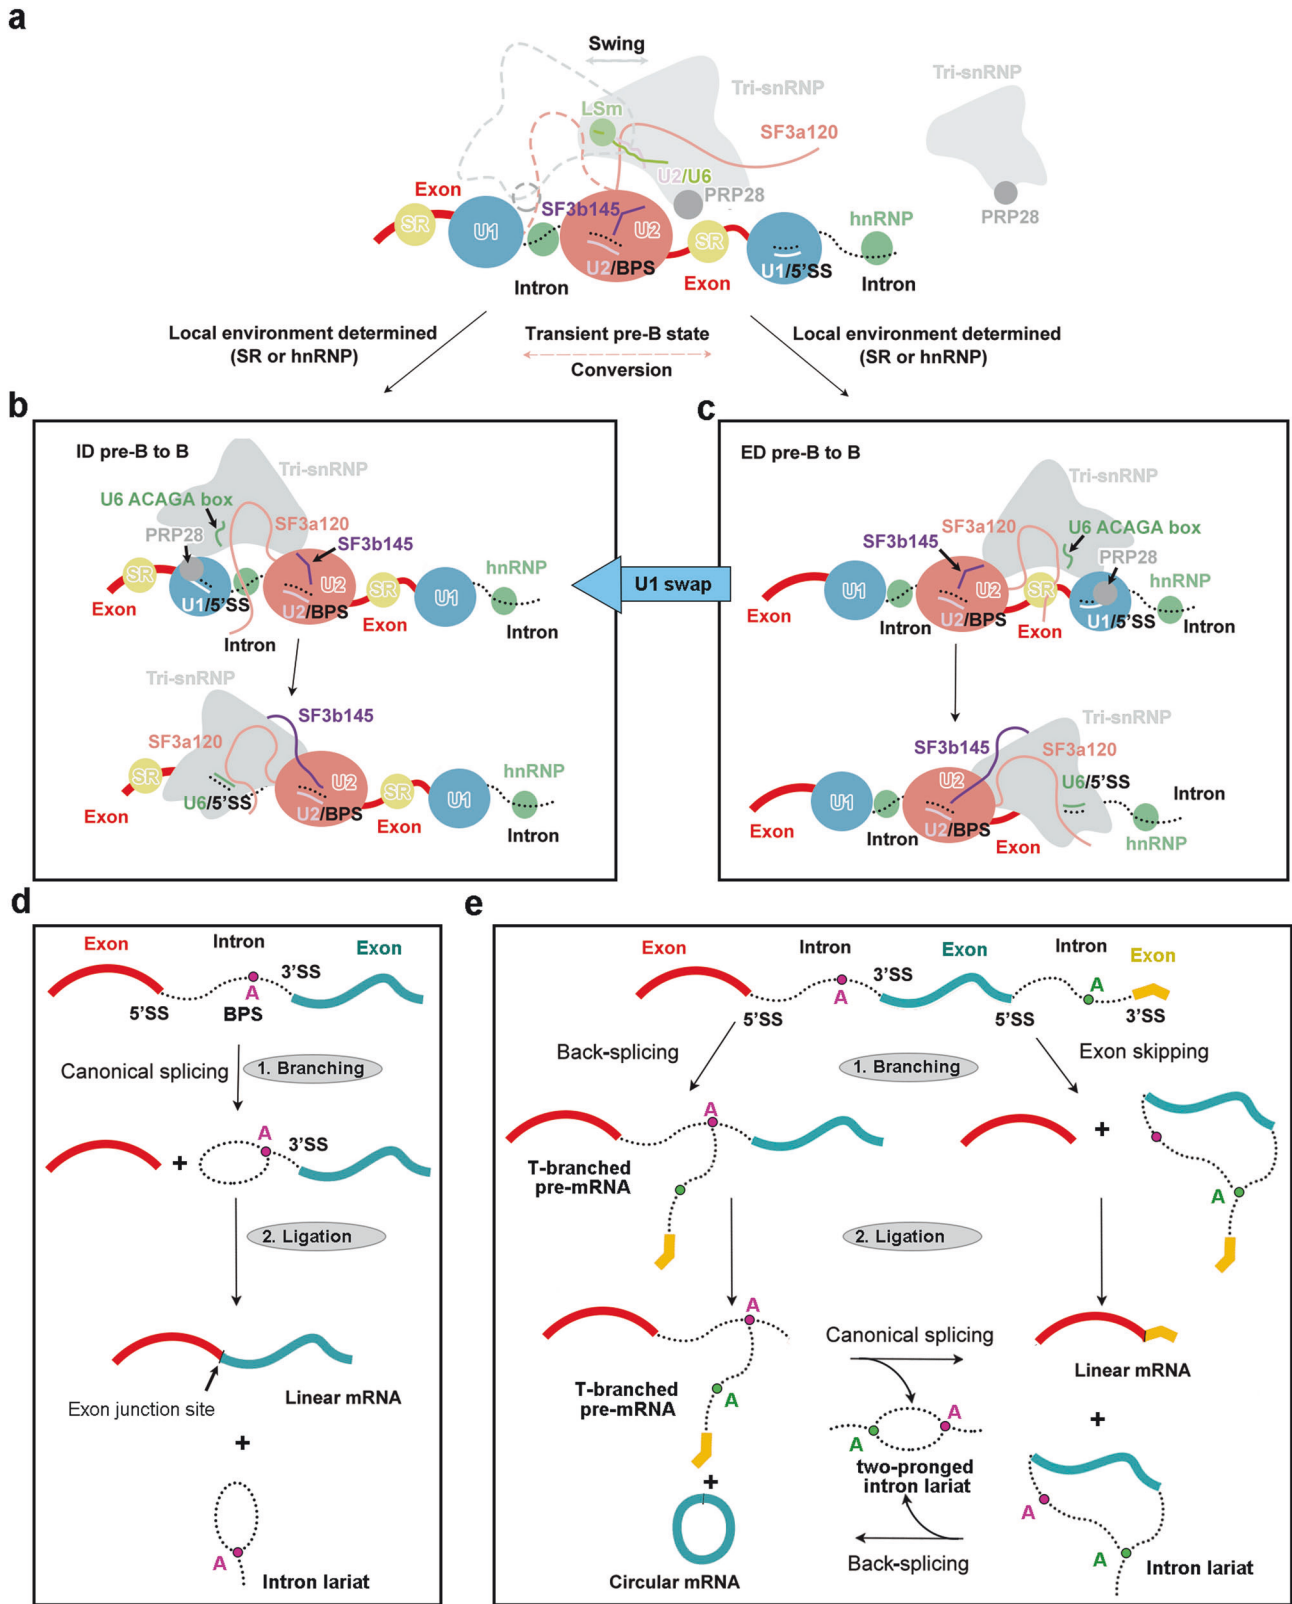 a
Swing
Tri-snRNP
Tri-snRNP
LSm
SF3a120
U2/U6
PRP28
PRP28
Exon
SR
U1
SF3b145
U2
SR
hnRNP
U2/BPS
U1/5'SS
Intron
Exon
Intron
Local environment determined
(SR or hnRNP)
Transient pre-B state
Conversion
Local environment determined
(SR or hnRNP)
b
ID pre-B to B
Tri-snRNP
U6 ACAGA box
SF3a120
PRP28
SF3b145
SR
U2
SR
U1
hnRNP
U1/5'SS
U2/BPS
Exon
Exon
Intron
Intron
Tri-snRNP
SF3b145
SF3a120
SR
U2
SR
U1
hnRNP
U6/5'SS
U2/BPS
Exon
Exon
Intron
Intron
U1 swap
c
ED pre-B to B
Tri-snRNP
SF3a120
U6 ACAGA box
SF3b145
PRP28
U1
U2
SR
hnRNP
Exon
U2/BPS
U1/5'SS
Intron
Exon
Intron
Tri-snRNP
SF3b145
SF3a120
U2
U6/5'SS
Intron
U1
U2/BPS
Exon
Intron
Exon
hnRNP
d
Exon
Intron
Exon
3'SS
A
5'SS
BPS
Canonical splicing
1. Branching
A
3'SS
+
2. Ligation
Linear mRNA
Exon junction site
+
A
Intron lariat
e
Exon
Intron
Exon
Intron
Exon
3'SS
A
A
5'SS
5'SS
3'SS
Back-splicing
1. Branching
Exon skipping
A
+
T-branched
pre-mRNA
A
2. Ligation
A
Canonical splicing
Linear mRNA
T-branched
pre-mRNA
A
A
A
+
two-pronged
intron lariat
+
A
A
Back-splicing
Circular mRNA
Intron lariat